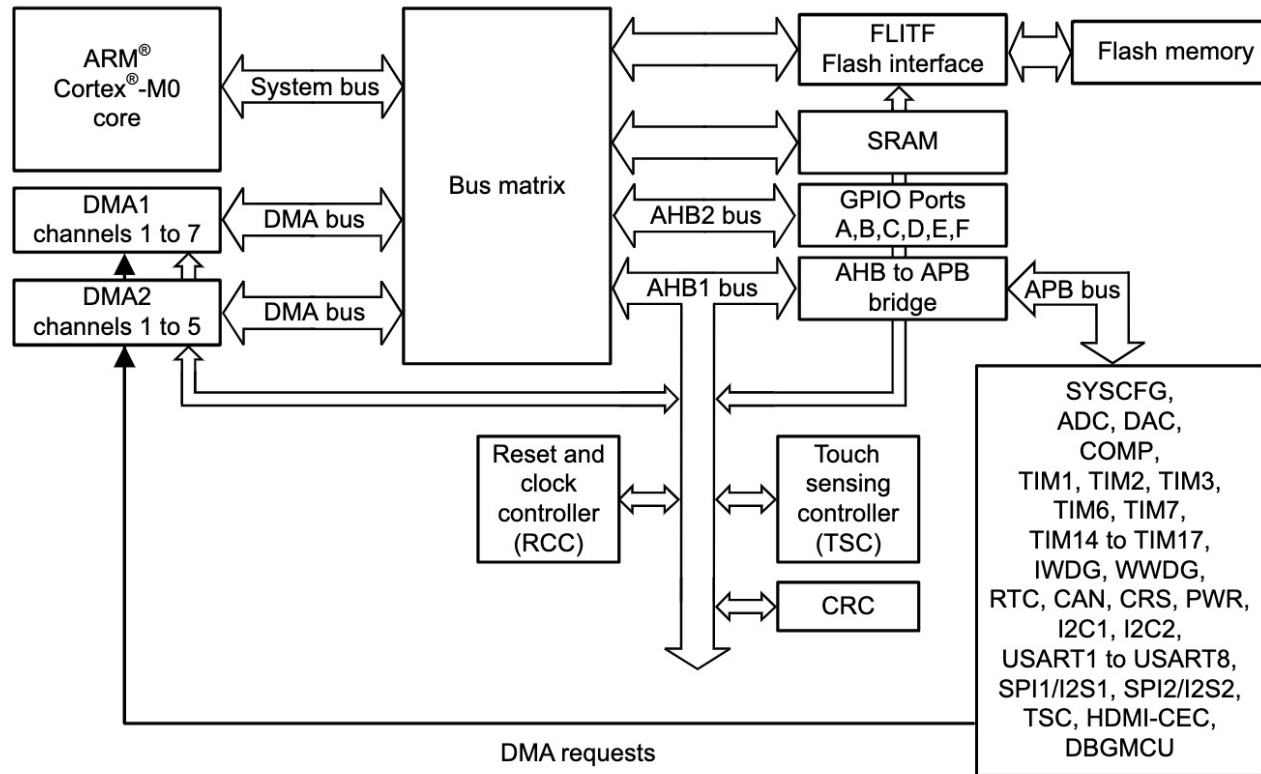 ARM®
Cortex®-M0
core
System bus
Bus matrix
FLITF
Flash interface
Flash memory
SRAM
DMA1
channels 1 to 7
DMA bus
AHB2 bus
GPIO Ports
A,B,C,D,E,F
DMA2
channels 1 to 5
DMA bus
AHB1 bus
AHB to APB
bridge
APB bus
Reset and
clock
controller
(RCC)
Touch
sensing
controller
(TSC)
CRC
SYSCFG,
ADC, DAC,
COMP,
TIM1, TIM2, TIM3,
TIM6, TIM7,
TIM14 to TIM17,
IWDG, WWDG,
RTC, CAN, CRS, PWR,
I2C1, I2C2,
USART1 to USART8,
SPI1/I2S1, SPI2/I2S2,
TSC, HDMI-CEC,
DBGMCU
DMA requests